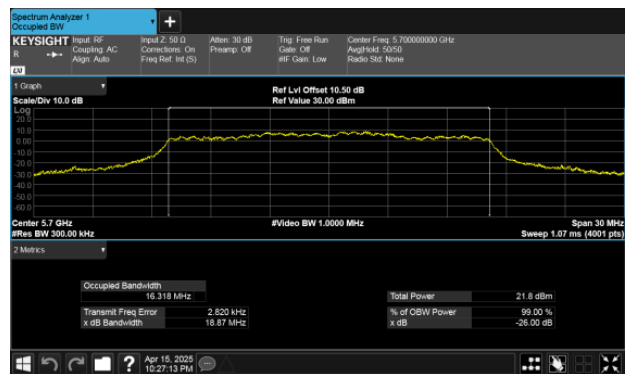 Spectrum Analyzer 1
Occupied BW
KEYSIGHT
R
LXI
Input: RF
Coupling: AC
Align: Auto
Input Z: 50 Ω
Corrections: On
Freq Ref: Int (S)
Atten: 30 dB
Preamp: Off
Trig: Free Run
Gate: Off
#IF Gain: Low
Center Freq: 5.700000000 GHz
Avg|Hold: 50/50
Radio Std: None
1 Graph
Scale/Div 10.0 dB
Ref Lvl Offset 10.50 dB
Ref Value 30.00 dBm
Log
20.0
10.0
0.00
-10.0
-20.0
-30.0
-40.0
-50.0
-60.0
Center 5.7 GHz
#Video BW 1.0000 MHz
Span 30 MHz
#Res BW 300.00 kHz
Sweep 1.07 ms (4001 pts)
2 Metrics
Occupied Bandwidth
16.318 MHz
Total Power 21.8 dBm
Transmit Freq Error 2.820 kHz
% of OBW Power 99.00 %
x dB Bandwidth 18.87 MHz
x dB -26.00 dB
?
Apr 15, 2025
10:27:13 PM